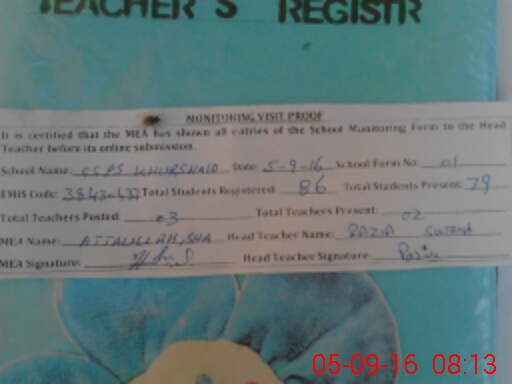 TEACHER'S REGISTR
MONITORING VISIT PROOF
It is certified that the MEA has shown all entries of the School Monitoring Form to the Head
Teacher before its online submission.
School Name: GGPS KHURSHAID Date: 5-9-16 School Form No: 01
EMIS Code: Total Students Registered: 86 Total Students Present: 79
Total Teachers Posted: 03 Total Teachers Present: 02
MEA Name: ATTAULLAH SHA Head Teacher Name: RAZIA
MEA Signature: Head Teacher Signature: Razia
05-09-16 08:13